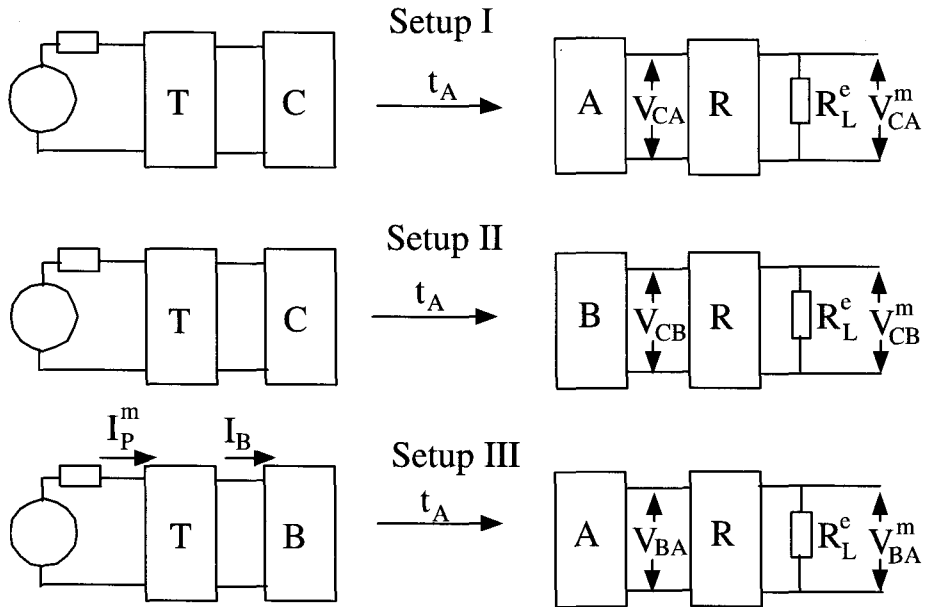 Setup I
T C t_A A V_CA R R_L^e V_CA^m
Setup II
T C t_A B V_CB R R_L^e V_CB^m
I_P^m I_B
Setup III
T B t_A A V_BA R R_L^e V_BA^m